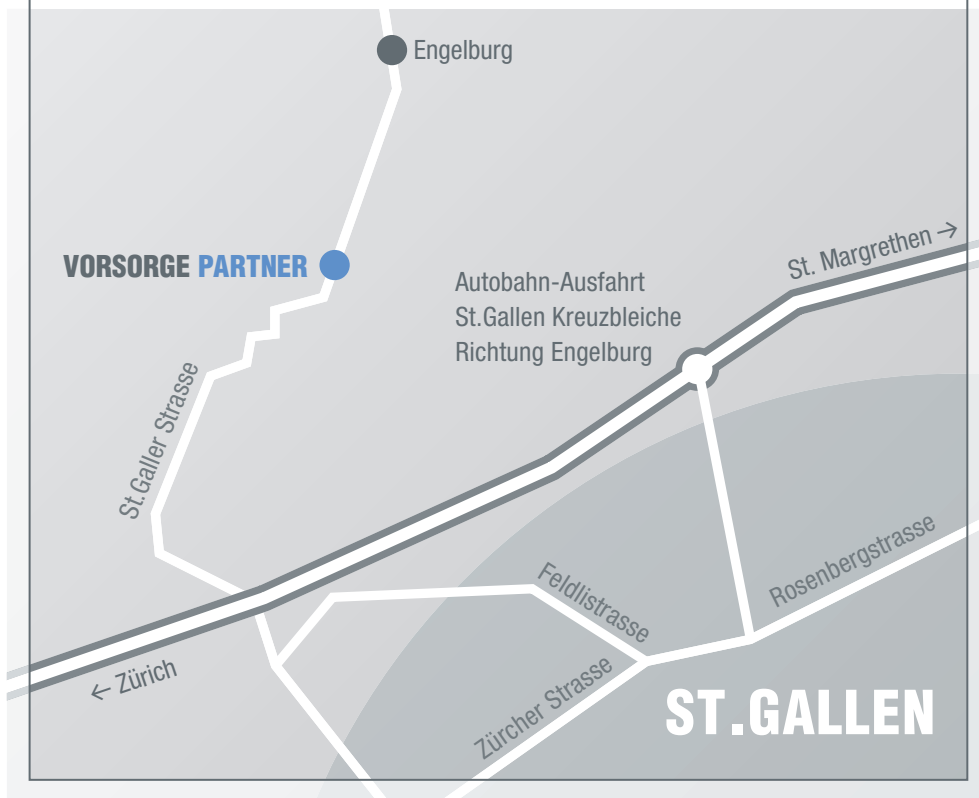 Engelburg
VORSORGE PARTNER
St. Margrethen →
Autobahn-Ausfahrt
St.Gallen Kreuzbleiche
Richtung Engelburg
St.Galler Strasse
Rosenbergstrasse
Feldlistrasse
← Zürich
Zürcher Strasse
ST.GALLEN